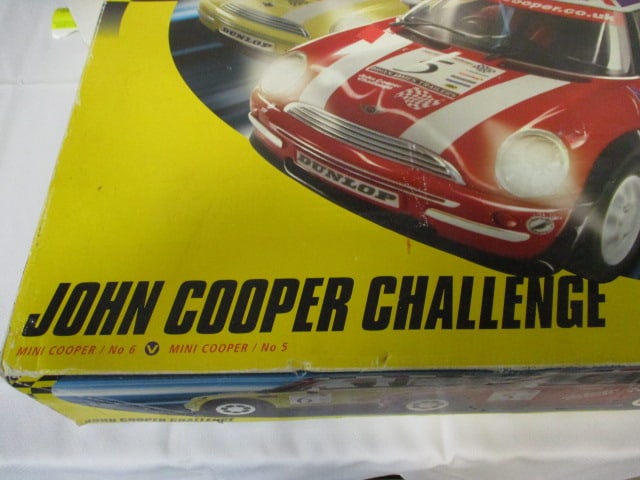 cooper.co.uk
DUNLOP
5
DUNLOP
JOHN COOPER CHALLENGE
MINI COOPER / No 6 V MINI COOPER / No 5
6
JOHN COOPER CHALLENGE